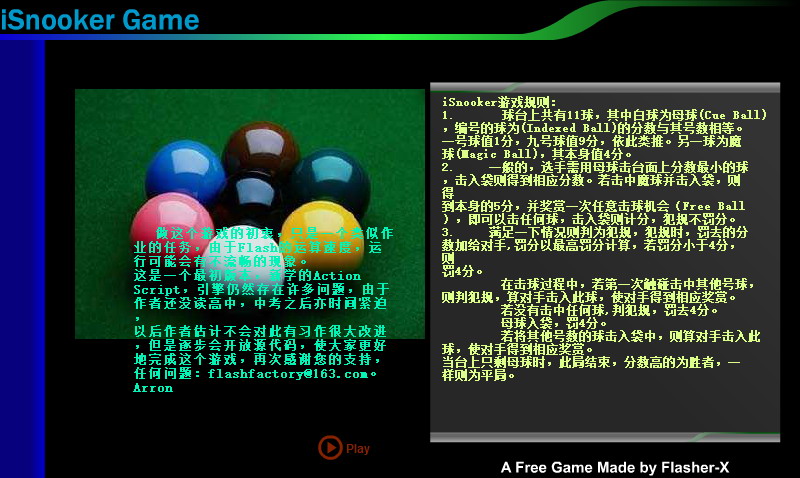 iSnooker Game
iSnooker游戏规则:
1. 球台上共有11球，其中白球为母球(Cue Ball)
，编号的球为(Indexed Ball)的分数与其号数相等。
一号球值1分，九号球值9分，依此类推。另一球为魔
球(Magic Ball)，其本身值4分。
2. 一般的，选手需用母球击台面上分数最小的球
，击入袋则得到相应分数。若击中魔球并击入袋，则
得
到本身的5分，并奖赏一次任意击球机会（Free Ball
），即可以击任何球，击入袋则计分，犯规不罚分。
3. 满足一下情况则判为犯规，犯规时，罚去的分
数加给对手,罚分以最高罚分计算，若罚分小于4分，
则
罚4分。
在击球过程中，若第一次触碰击中其他号球，
则判犯规，算对手击入此球，使对手得到相应奖赏。
若没有击中任何球,判犯规，罚去4分。
母球入袋，罚4分。
若将其他号数的球击入袋中，则算对手击入此
球，使对手得到相应奖赏。
当台上只剩母球时，此局结束，分数高的为胜者，一
样则为平局。
做这个游戏的初衷，只是一个类似作
业的任务，由于Flash的运算速度，运
行可能会有不流畅的现象。
这是一个最初版本，新学的Action
Script，引擎仍然存在许多问题，由于
作者还没读高中，中考之后亦时间紧迫
，
以后作者估计不会对此有习作很大改进
，但是逐步会开放源代码，使大家更好
地完成这个游戏，再次感谢您的支持，
任何问题：flashfactory@163.com。
Arron
Play
A Free Game Made by Flasher-X